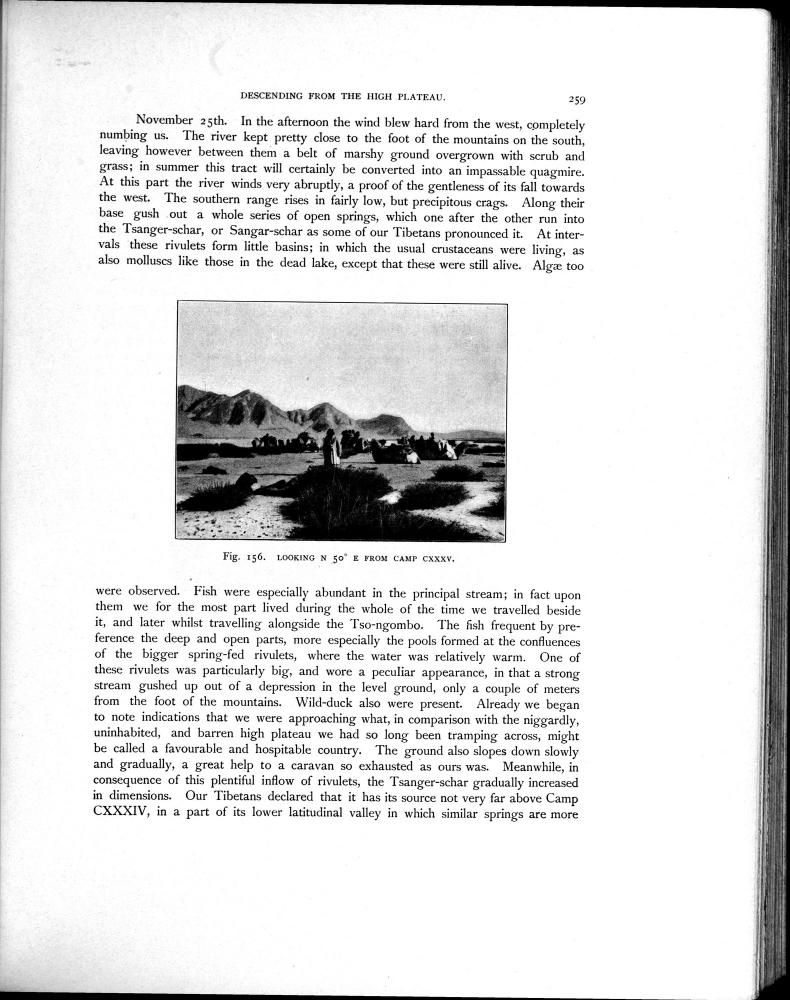 DESCENDING FROM THE HIGH PLATEAU. 259
November 25th. In the afternoon the wind blew hard from the west, completely
numbing us. The river kept pretty close to the foot of the mountains on the south,
leaving however between them a belt of marshy ground overgrown with scrub and
grass; in summer this tract will certainly be converted into an impassable quagmire.
At this part the river winds very abruptly, a proof of the gentleness of its fall towards
the west. The southern range rises in fairly low, but precipitous crags. Along their
base gush out a whole series of open springs, which one after the other run into
the Tsanger-schar, or Sangar-schar as some of our Tibetans pronounced it. At inter-
vals these rivulets form little basins; in which the usual crustaceans were living, as
also molluscs like those in the dead lake, except that these were still alive. Algæ too
Fig. 156. LOOKING N 50° E FROM CAMP CXXXV.
were observed. Fish were especially abundant in the principal stream; in fact upon
them we for the most part lived during the whole of the time we travelled beside
it, and later whilst travelling alongside the Tso-ngombo. The fish frequent by pre-
ference the deep and open parts, more especially the pools formed at the confluences
of the bigger spring-fed rivulets, where the water was relatively warm. One of
these rivulets was particularly big, and wore a peculiar appearance, in that a strong
stream gushed up out of a depression in the level ground, only a couple of meters
from the foot of the mountains. Wild-duck also were present. Already we began
to note indications that we were approaching what, in comparison with the niggardly,
uninhabited, and barren high plateau we had so long been tramping across, might
be called a favourable and hospitable country. The ground also slopes down slowly
and gradually, a great help to a caravan so exhausted as ours was. Meanwhile, in
consequence of this plentiful inflow of rivulets, the Tsanger-schar gradually increased
in dimensions. Our Tibetans declared that it has its source not very far above Camp
CXXXIV, in a part of its lower latitudinal valley in which similar springs are more